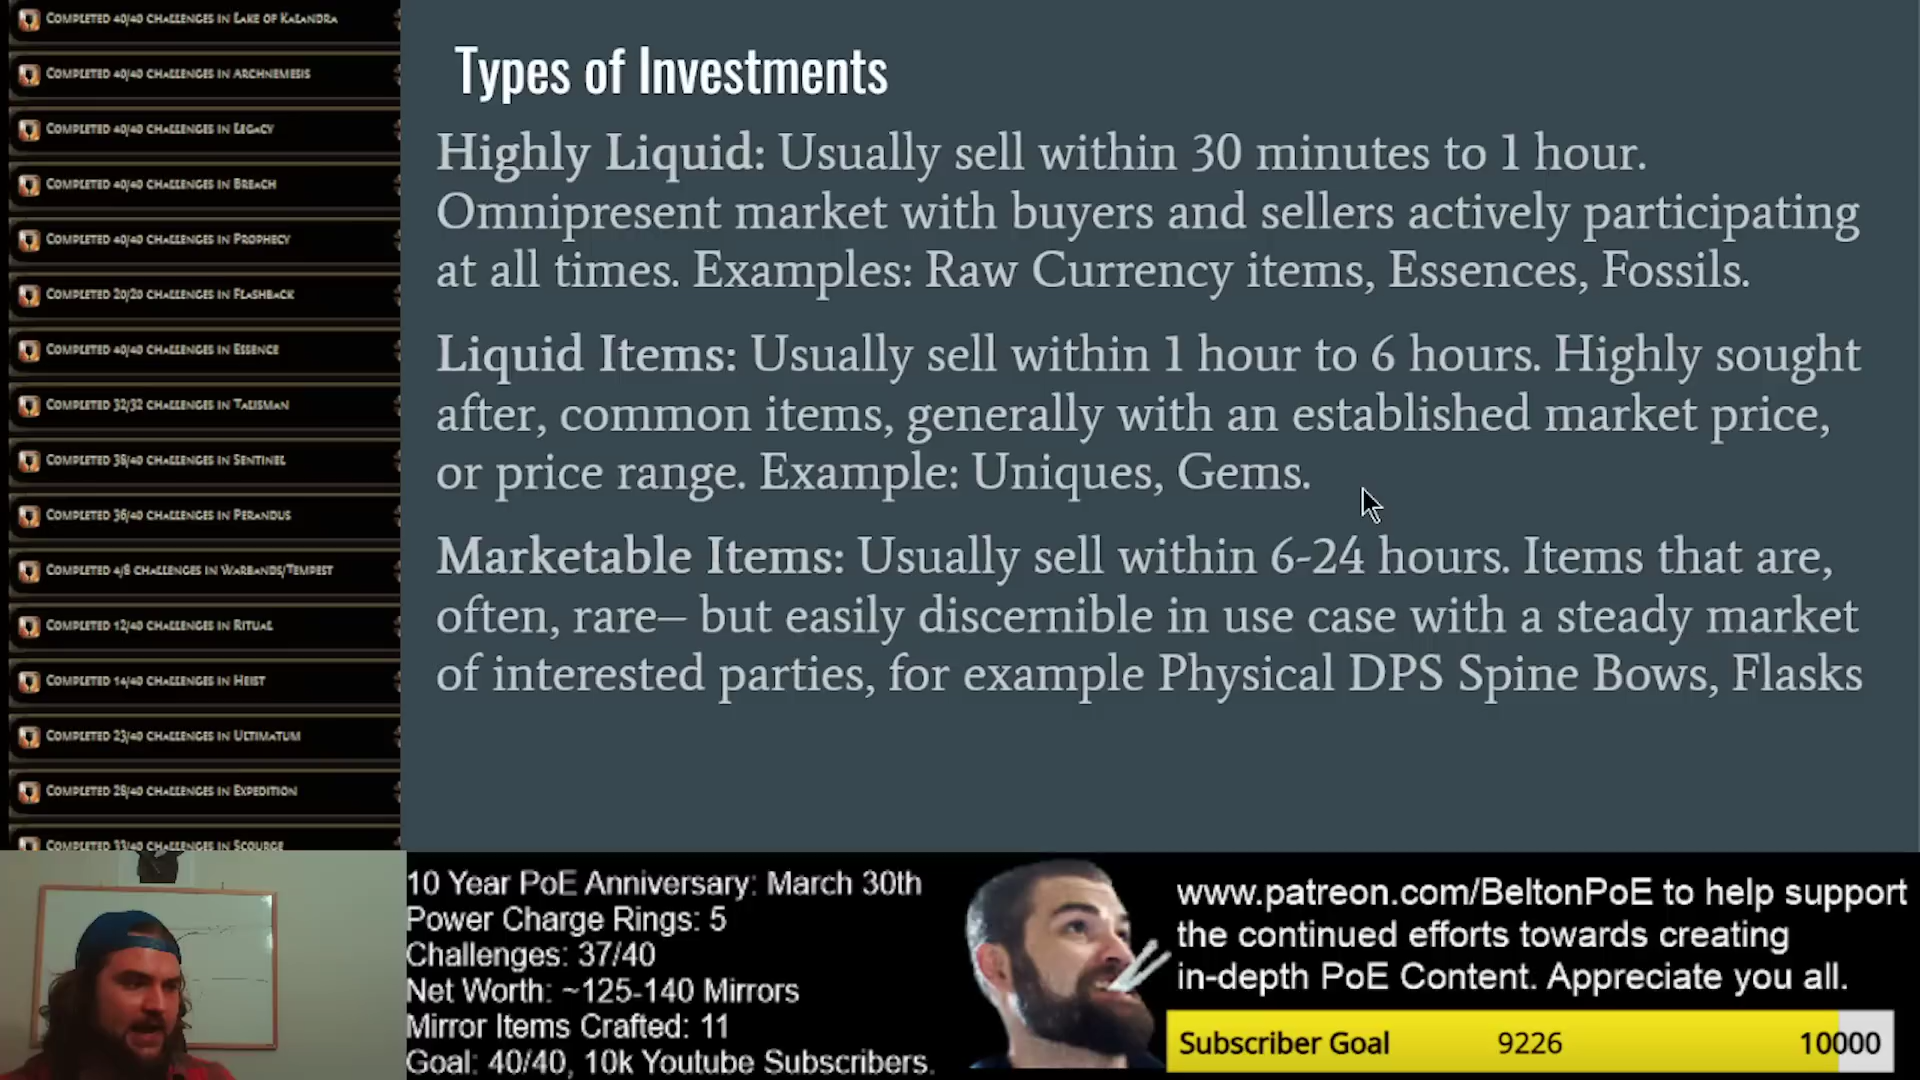 COMPLETED 40/40 CHALLENGES IN LAKE OF KALANDRA
COMPLETED 40/40 CHALLENGES IN ARCHNEMESIS
COMPLETED 40/40 CHALLENGES IN LEGACY
COMPLETED 40/40 CHALLENGES IN BREACH
COMPLETED 40/40 CHALLENGES IN PROPHECY
COMPLETED 20/20 CHALLENGES IN FLASHBACK
COMPLETED 40/40 CHALLENGES IN ESSENCE
COMPLETED 32/32 CHALLENGES IN TALISMAN
COMPLETED 38/40 CHALLENGES IN SENTINEL
COMPLETED 36/40 CHALLENGES IN PERANDUS
COMPLETED 4/8 CHALLENGES IN WARBANDS/TEMPEST
COMPLETED 12/40 CHALLENGES IN RITUAL
COMPLETED 14/40 CHALLENGES IN HEIST
COMPLETED 23/40 CHALLENGES IN ULTIMATUM
COMPLETED 28/40 CHALLENGES IN EXPEDITION
COMPLETED 33/40 CHALLENGES IN SCOURGE
Types of Investments
Highly Liquid: Usually sell within 30 minutes to 1 hour.
Omnipresent market with buyers and sellers actively participating
at all times. Examples: Raw Currency items, Essences, Fossils.
Liquid Items: Usually sell within 1 hour to 6 hours. Highly sought
after, common items, generally with an established market price,
or price range. Example: Uniques, Gems.
Marketable Items: Usually sell within 6-24 hours. Items that are,
often, rare– but easily discernible in use case with a steady market
of interested parties, for example Physical DPS Spine Bows, Flasks
10 Year PoE Anniversary: March 30th
Power Charge Rings: 5
Challenges: 37/40
Net Worth: ~125-140 Mirrors
Mirror Items Crafted: 11
Goal: 40/40, 10k Youtube Subscribers.
www.patreon.com/BeltonPoE to help support
the continued efforts towards creating
in-depth PoE Content. Appreciate you all.
Subscriber Goal 9226 10000